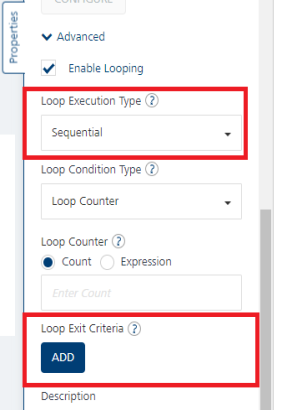 CONFIGURE
Properties
Advanced
Enable Looping
Loop Execution Type ?
Sequential
Loop Condition Type ?
Loop Counter
Loop Counter ?
Count Expression
Enter Count
Loop Exit Criteria ?
ADD
Description